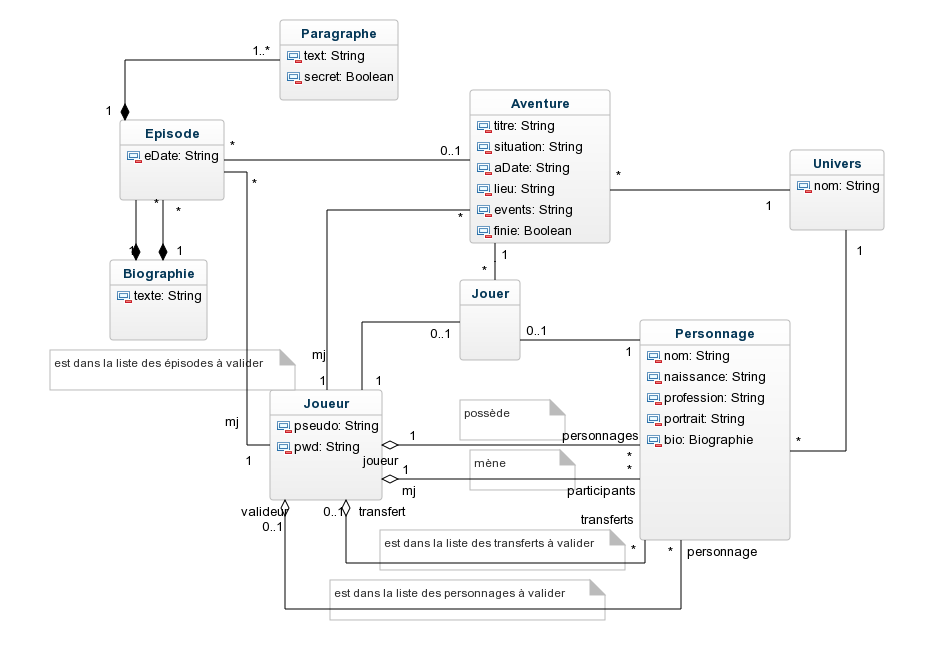 Paragraphe
text: String
secret: Boolean
1..*
1
Episode
eDate: String
*
0..1
*
Aventure
titre: String
situation: String
aDate: String
lieu: String
events: String
finie: Boolean
*
1
Univers
nom: String
1
*
*
1
1
Biographie
texte: String
*
1
*
Jouer
0..1
0..1
1
Personnage
nom: String
naissance: String
profession: String
portrait: String
bio: Biographie
*
est dans la liste des épisodes à valider
mj
1
1
Joueur
pseudo: String
pwd: String
mj
1
possède
1
personnages
*
joueur
mène
1
*
mj
participants
valideur
0..1
0..1
transfert
transferts
*
est dans la liste des transferts à valider
*
personnage
est dans la liste des personnages à valider